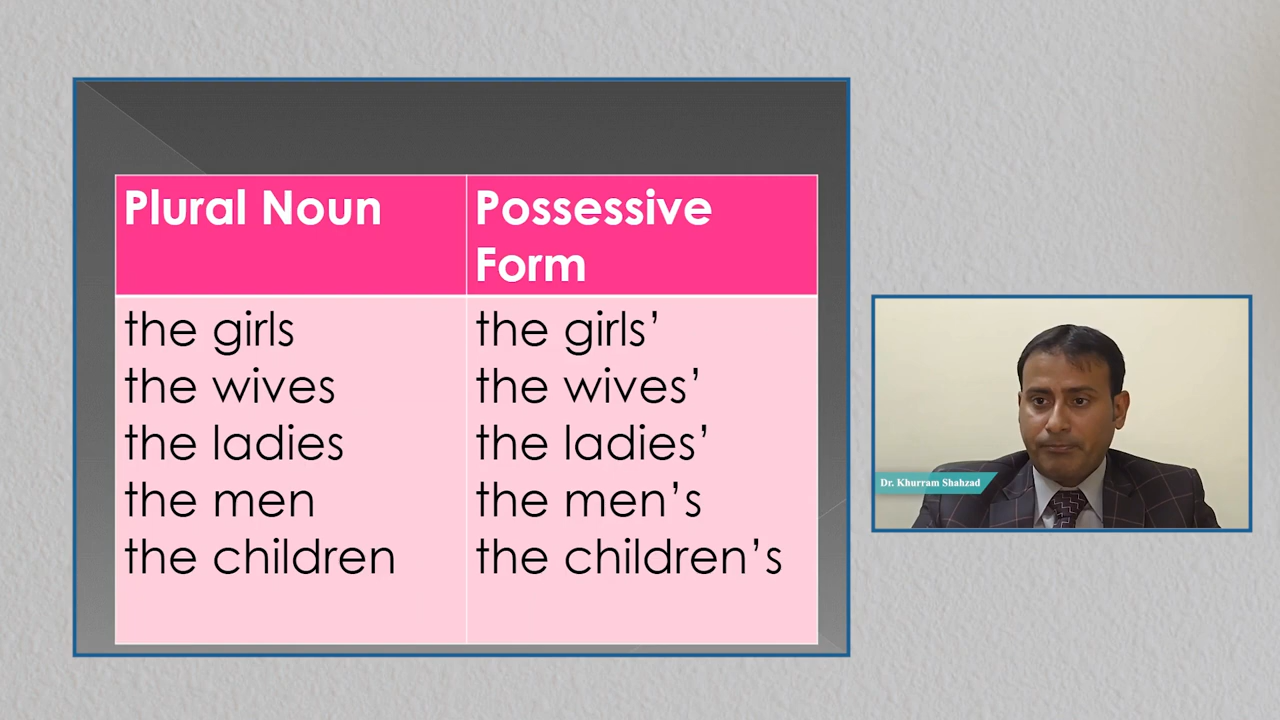 Plural Noun
Possessive
Form
the girls
the wives
the ladies
the men
the children
the girls’
the wives’
the ladies’
the men’s
the children’s
Dr. Khurram Shahzad